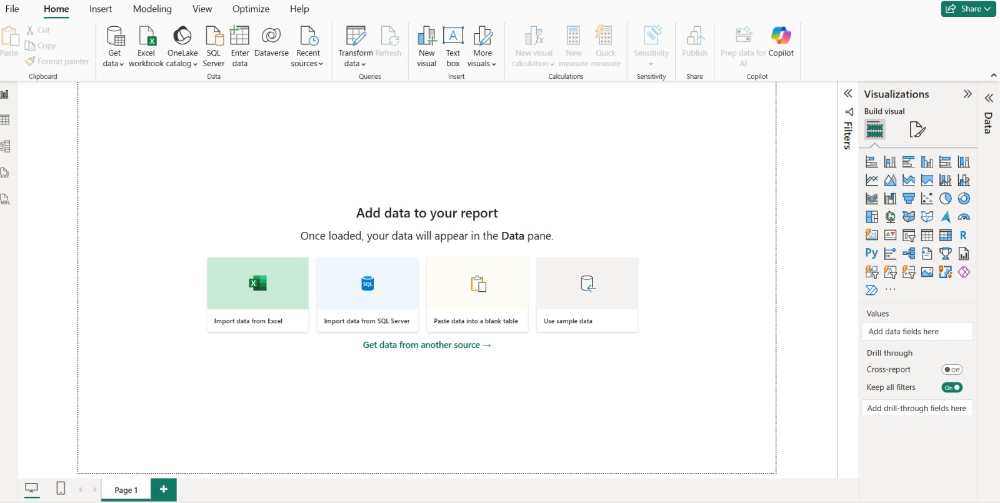 File Home Insert Modeling View Optimize Help
Share
Paste
Cut
Copy
Format painter
Clipboard
Get data
Excel workbook
OneLake catalog
SQL Server
Enter data
Dataverse
Recent sources
Data
Transform data
Refresh
Queries
New visual
Text box
More visuals
Insert
New visual calculation
New measure
Quick measure
Calculations
Sensitivity
Sensitivity
Publish
Share
Prep data for AI
Copilot
Copilot
Add data to your report
Once loaded, your data will appear in the Data pane.
SQL
Import data from Excel
Import data from SQL Server
Paste data into a blank table
Use sample data
Get data from another source →
Filters
Visualizations
Build visual
123
R
Py
Values
Add data fields here
Drill through
Cross-report
Off
Keep all filters
On
Add drill-through fields here
Data
Page 1